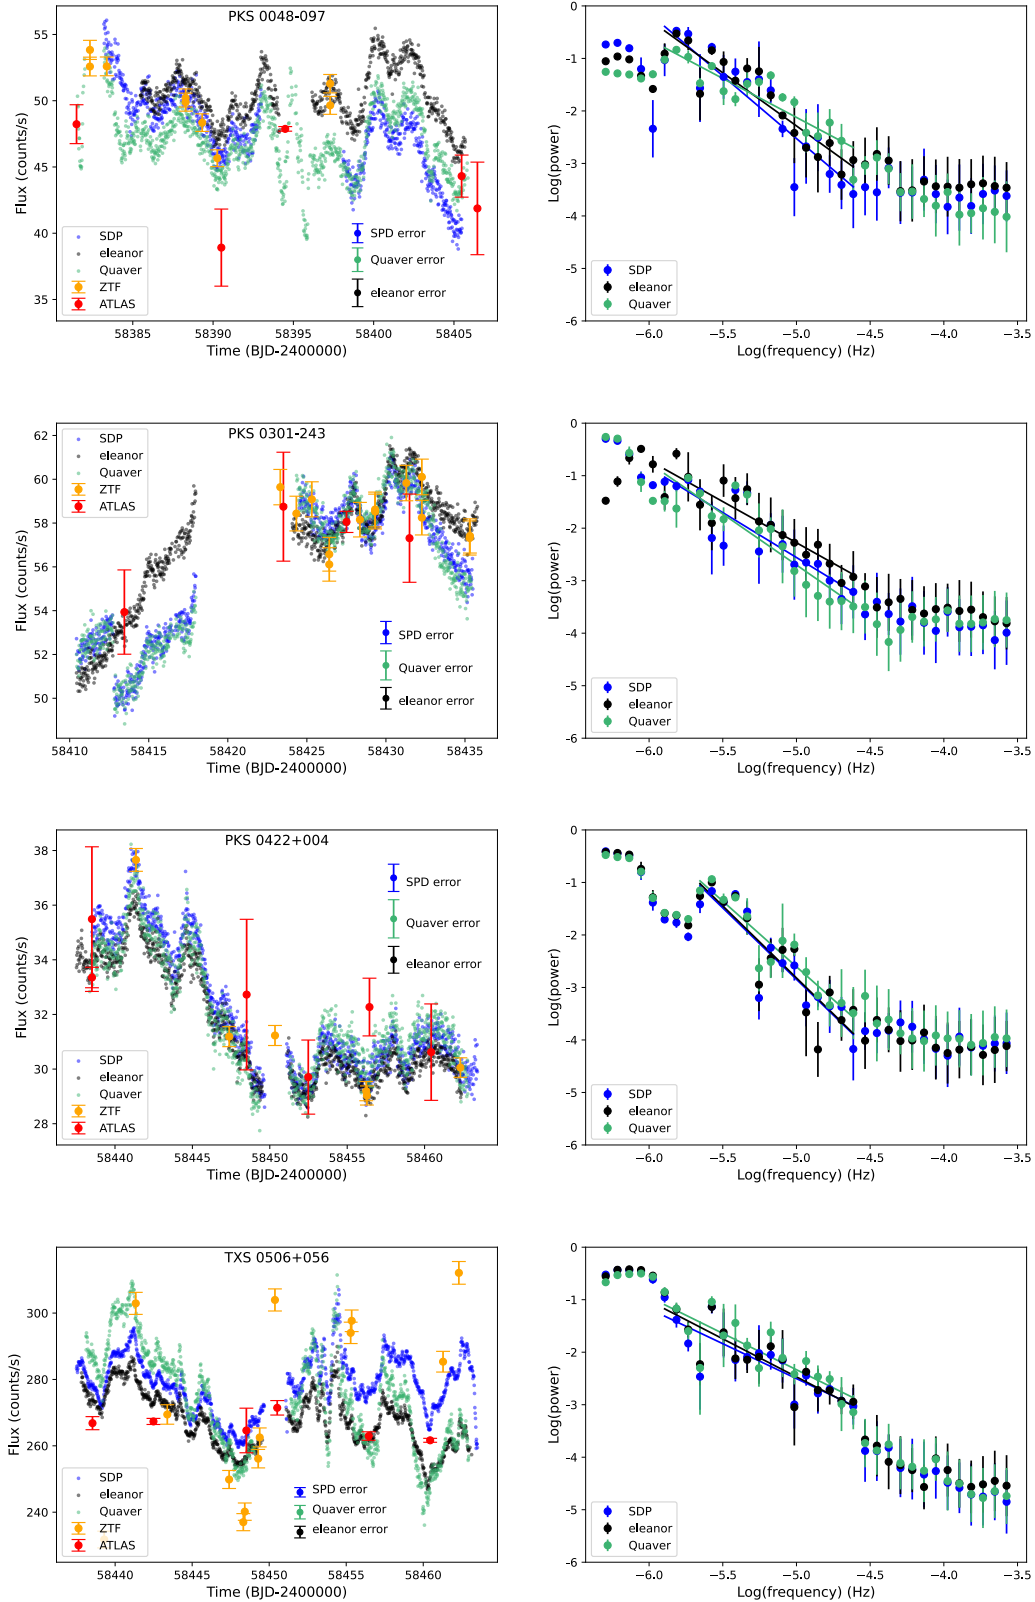 PKS 0048-097
Flux (counts/s)
55
50
45
40
35
SDP
eleanor
Quaver
ZTF
ATLAS
SPD error
Quaver error
eleanor error
58385 58390 58395 58400 58405
Time (BJD-2400000)
Log(power)
0
-1
-2
-3
-4
-5
-6
SDP
eleanor
Quaver
−6.0 −5.5 −5.0 −4.5 −4.0 −3.5
Log(frequency) (Hz)
PKS 0301-243
Flux (counts/s)
62
60
58
56
54
52
50
SDP
eleanor
Quaver
ZTF
ATLAS
SPD error
Quaver error
eleanor error
58410 58415 58420 58425 58430 58435
Time (BJD-2400000)
Log(power)
0
-1
-2
-3
-4
-5
-6
SDP
eleanor
Quaver
−6.0 −5.5 −5.0 −4.5 −4.0 −3.5
Log(frequency) (Hz)
PKS 0422+004
Flux (counts/s)
38
36
34
32
30
28
SPD error
Quaver error
eleanor error
SDP
eleanor
Quaver
ZTF
ATLAS
58440 58445 58450 58455 58460
Time (BJD-2400000)
Log(power)
0
-1
-2
-3
-4
-5
-6
SDP
eleanor
Quaver
−6.0 −5.5 −5.0 −4.5 −4.0 −3.5
Log(frequency) (Hz)
TXS 0506+056
Flux (counts/s)
300
280
260
240
SDP
eleanor
Quaver
ZTF
ATLAS
SPD error
Quaver error
eleanor error
58440 58445 58450 58455 58460
Time (BJD-2400000)
Log(power)
0
-1
-2
-3
-4
-5
-6
SDP
eleanor
Quaver
−6.0 −5.5 −5.0 −4.5 −4.0 −3.5
Log(frequency) (Hz)